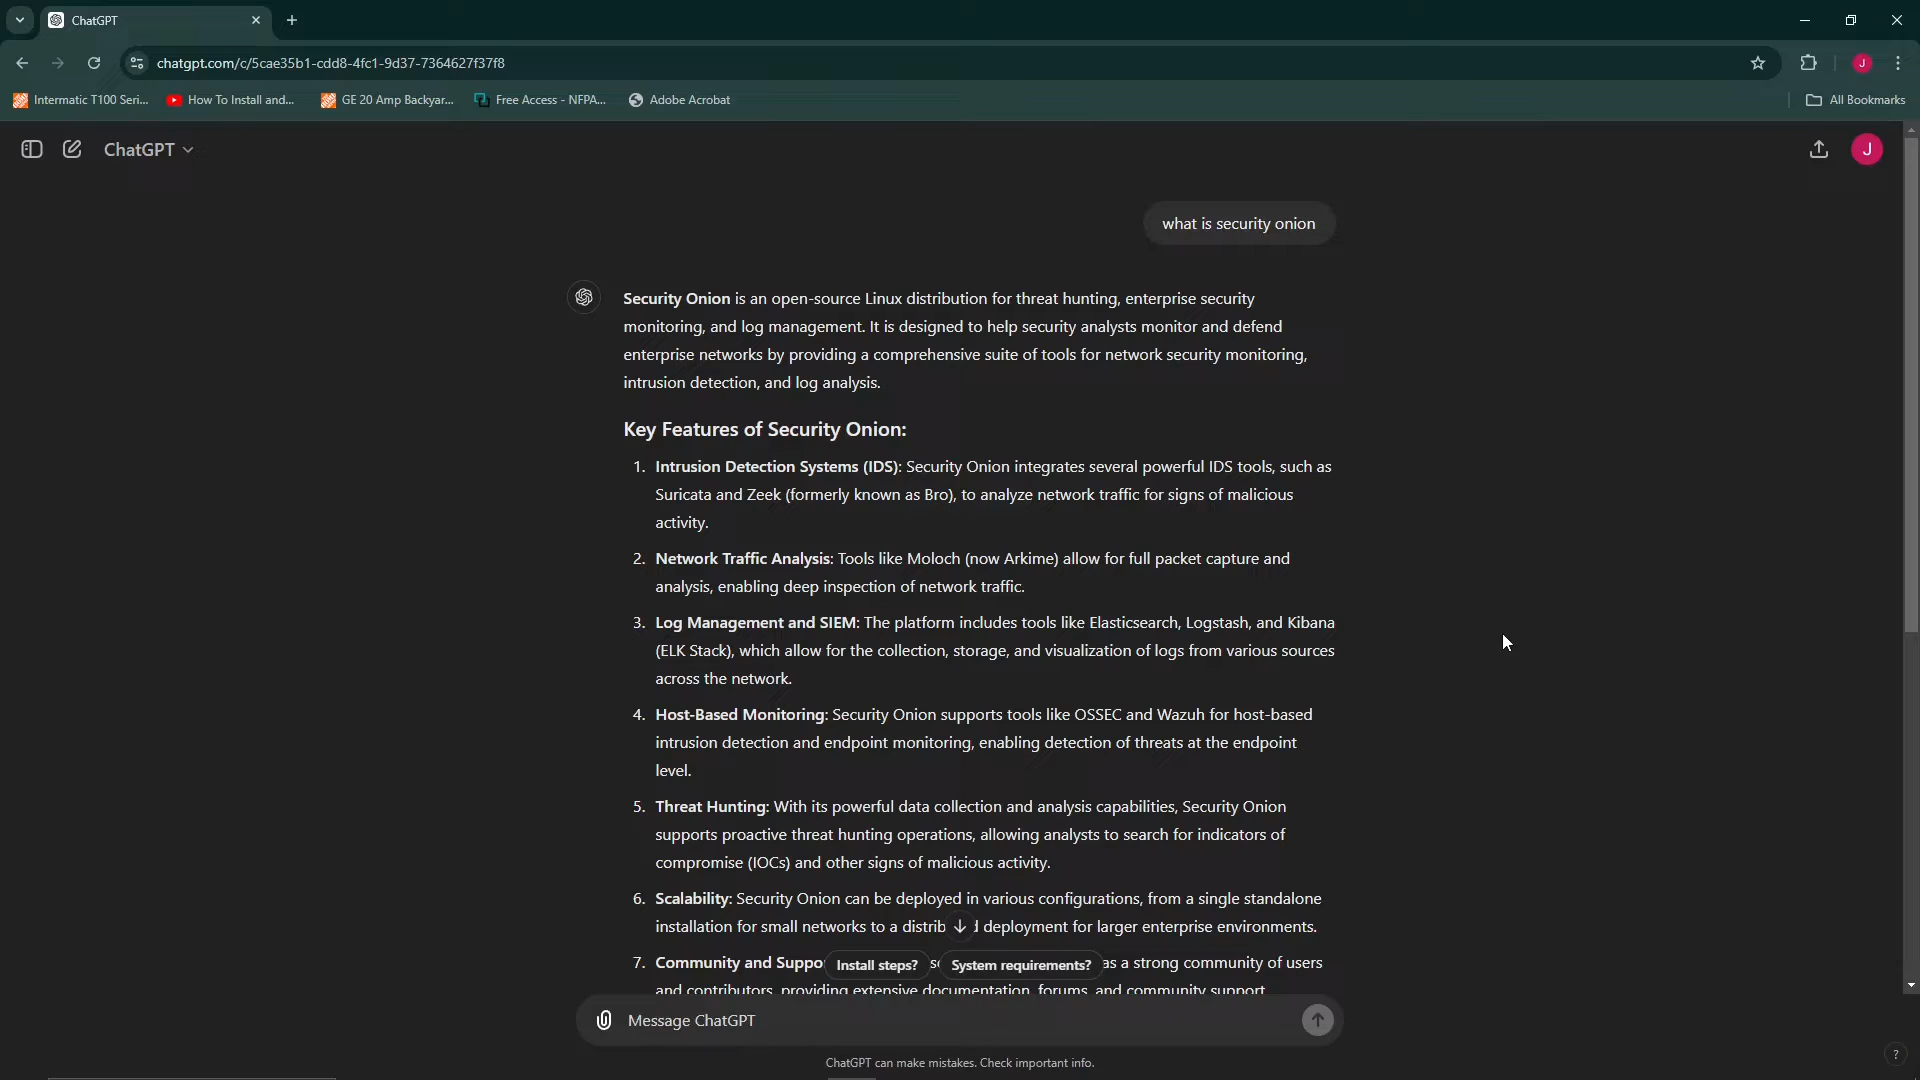 ChatGPT
chatgpt.com/c/5cae35b1-cdd8-4fc1-9d37-7364627f37f8
J
Intermatic T100 Seri... How To Install and... GE 20 Amp Backyar... Free Access - NFPA... Adobe Acrobat All Bookmarks
ChatGPT J
what is security onion
Security Onion is an open-source Linux distribution for threat hunting, enterprise security
monitoring, and log management. It is designed to help security analysts monitor and defend
enterprise networks by providing a comprehensive suite of tools for network security monitoring,
intrusion detection, and log analysis.
Key Features of Security Onion:
1. Intrusion Detection Systems (IDS): Security Onion integrates several powerful IDS tools, such as
Suricata and Zeek (formerly known as Bro), to analyze network traffic for signs of malicious
activity.
2. Network Traffic Analysis: Tools like Moloch (now Arkime) allow for full packet capture and
analysis, enabling deep inspection of network traffic.
3. Log Management and SIEM: The platform includes tools like Elasticsearch, Logstash, and Kibana
(ELK Stack), which allow for the collection, storage, and visualization of logs from various sources
across the network.
4. Host-Based Monitoring: Security Onion supports tools like OSSEC and Wazuh for host-based
intrusion detection and endpoint monitoring, enabling detection of threats at the endpoint
level.
5. Threat Hunting: With its powerful data collection and analysis capabilities, Security Onion
supports proactive threat hunting operations, allowing analysts to search for indicators of
compromise (IOCs) and other signs of malicious activity.
6. Scalability: Security Onion can be deployed in various configurations, from a single standalone
installation for small networks to a distrib d deployment for larger enterprise environments.
7. Community and Suppo Install steps? System requirements? as a strong community of users
and contributors, providing extensive documentation, forums, and community support.
Message ChatGPT
ChatGPT can make mistakes. Check important info.
?